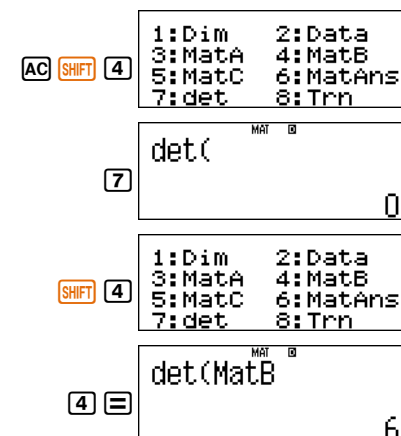 1:Dim 2:Data
3:MatA 4:MatB
AC SHIFT 4 5:MatC 6:MatAns
7:det 8:Trn
MAT D
det(
7
0
1:Dim 2:Data
3:MatA 4:MatB
SHIFT 4 5:MatC 6:MatAns
7:det 8:Trn
MAT D
det(MatB
4 =
6